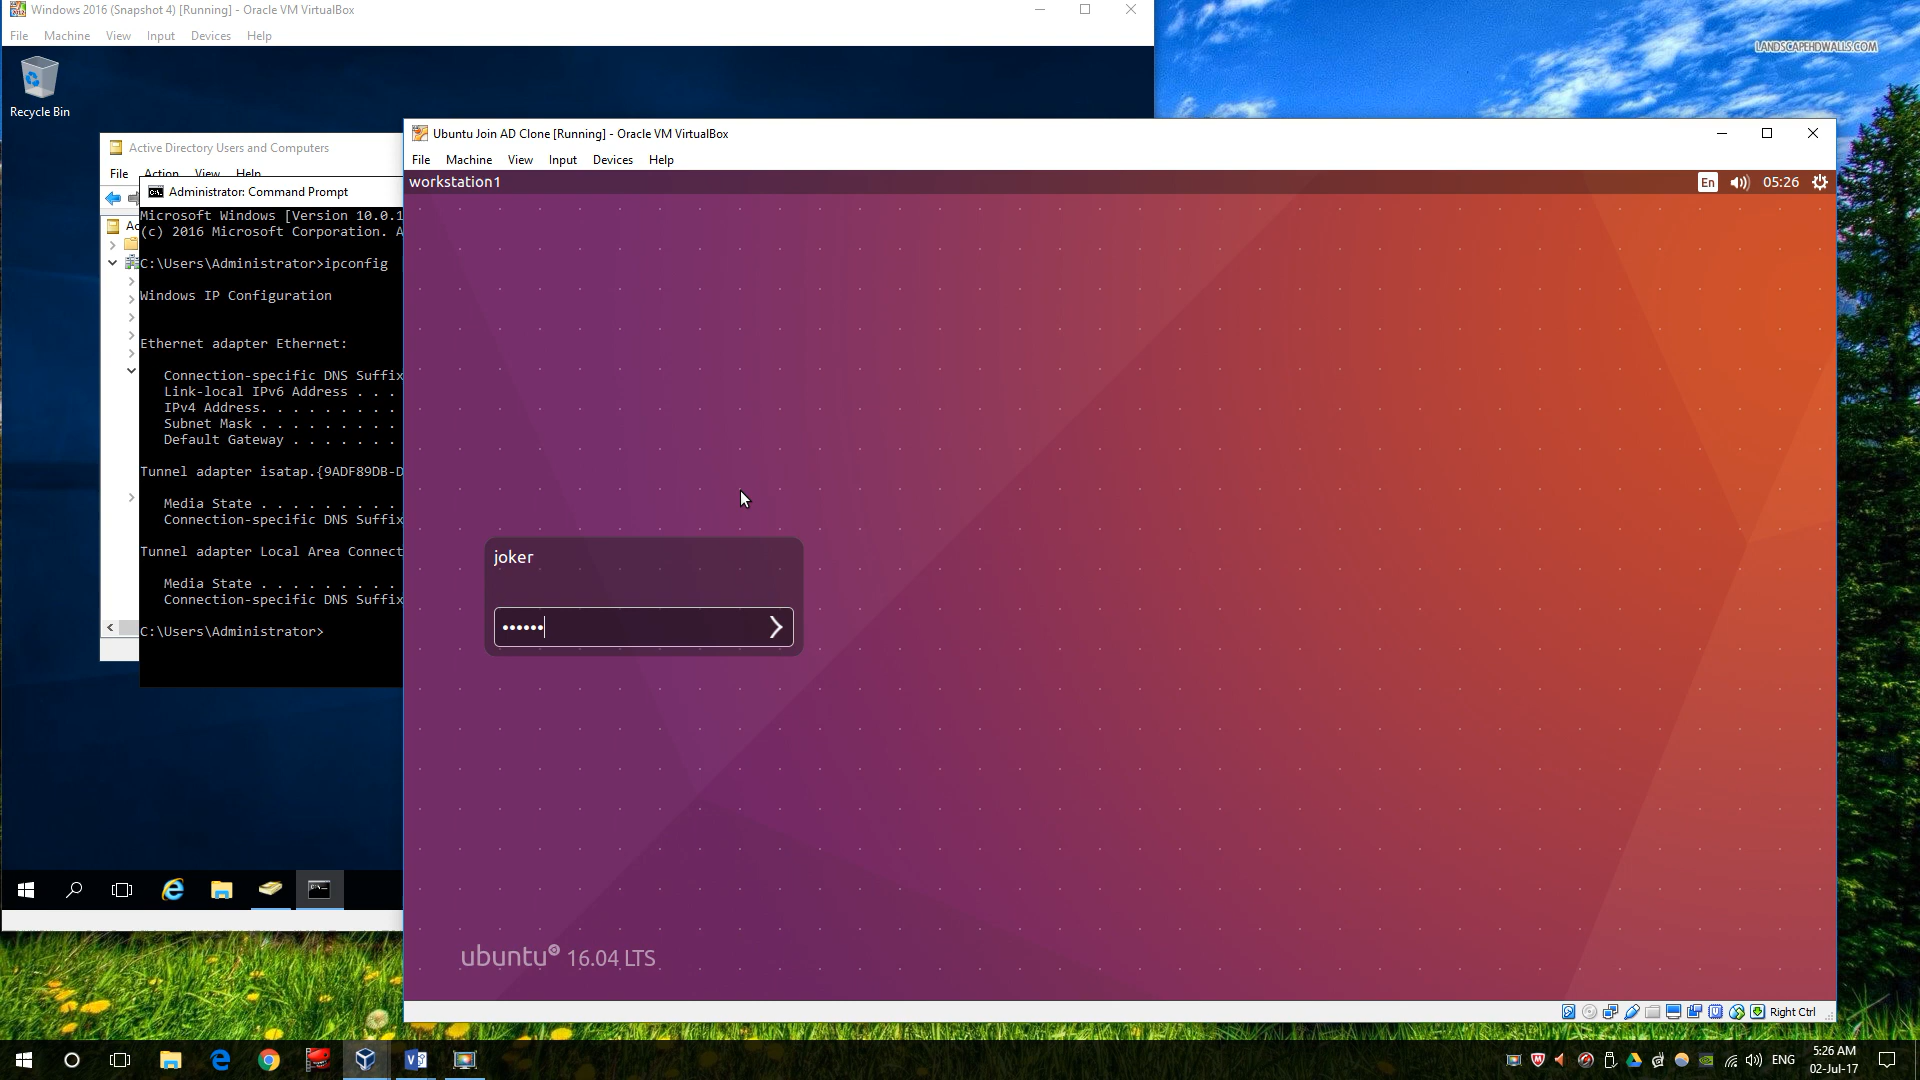 Windows 2016 (Snapshot 4) [Running] - Oracle VM VirtualBox
File Machine View Input Devices Help
LANDSCAPEHDWALLS.COM
Recycle Bin
Active Directory Users and Computers
File Action View Help
Administrator: Command Prompt
Ac
Microsoft Windows [Version 10.0.1
(c) 2016 Microsoft Corporation. A
C:\Users\Administrator>ipconfig
Windows IP Configuration
Ethernet adapter Ethernet:
Connection-specific DNS Suffix
Link-local IPv6 Address . . .
IPv4 Address. . . . . . . . .
Subnet Mask . . . . . . . . .
Default Gateway . . . . . . .
Tunnel adapter isatap.{9ADF89DB-D
Media State . . . . . . . . .
Connection-specific DNS Suffix
Tunnel adapter Local Area Connect
Media State . . . . . . . . .
Connection-specific DNS Suffix
C:\Users\Administrator>
Ubuntu Join AD Clone [Running] - Oracle VM VirtualBox
File Machine View Input Devices Help
workstation1 En 05:26
joker
••••••
ubuntu® 16.04 LTS
Right Ctrl
ENG 5:26 AM
02-Jul-17